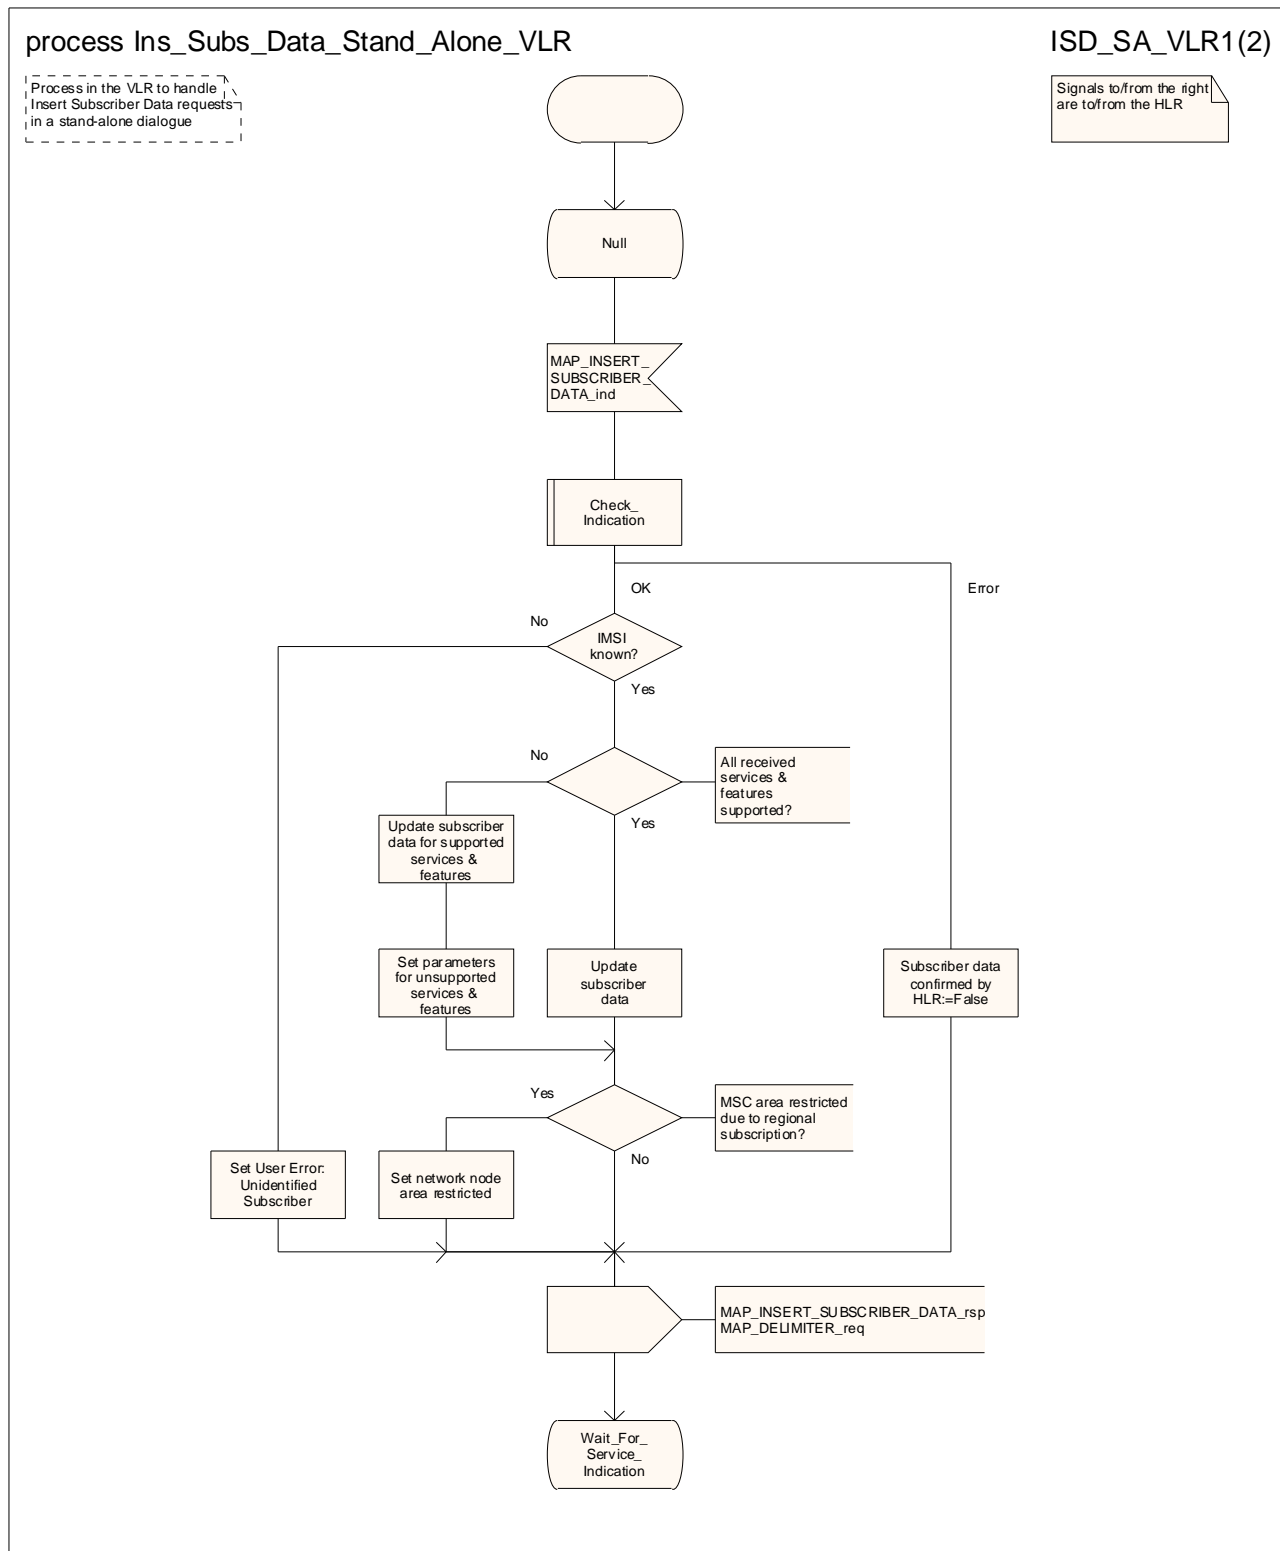 process Ins_Subs_Data_Stand_Alone_VLR
ISD_SA_VLR1(2)
Process in the VLR to handle
Insert Subscriber Data requests
in a stand-alone dialogue
Signals to/from the right
are to/from the HLR
Null
MAP_INSERT_
SUBSCRIBER_
DATA_ind
Check_
Indication
OK
Error
No
IMSI
known?
Yes
No
All received
services &
features
supported?
Yes
Update subscriber
data for supported
services &
features
Set parameters
for unsupported
services &
features
Update
subscriber
data
Subscriber data
confirmed by
HLR:=False
Yes
MSC area restricted
due to regional
subscription?
No
Set User Error:
Unidentified
Subscriber
Set network node
area restricted
MAP_INSERT_SUBSCRIBER_DATA_rsp
MAP_DELIMITER_req
Wait_For_
Service_
Indication